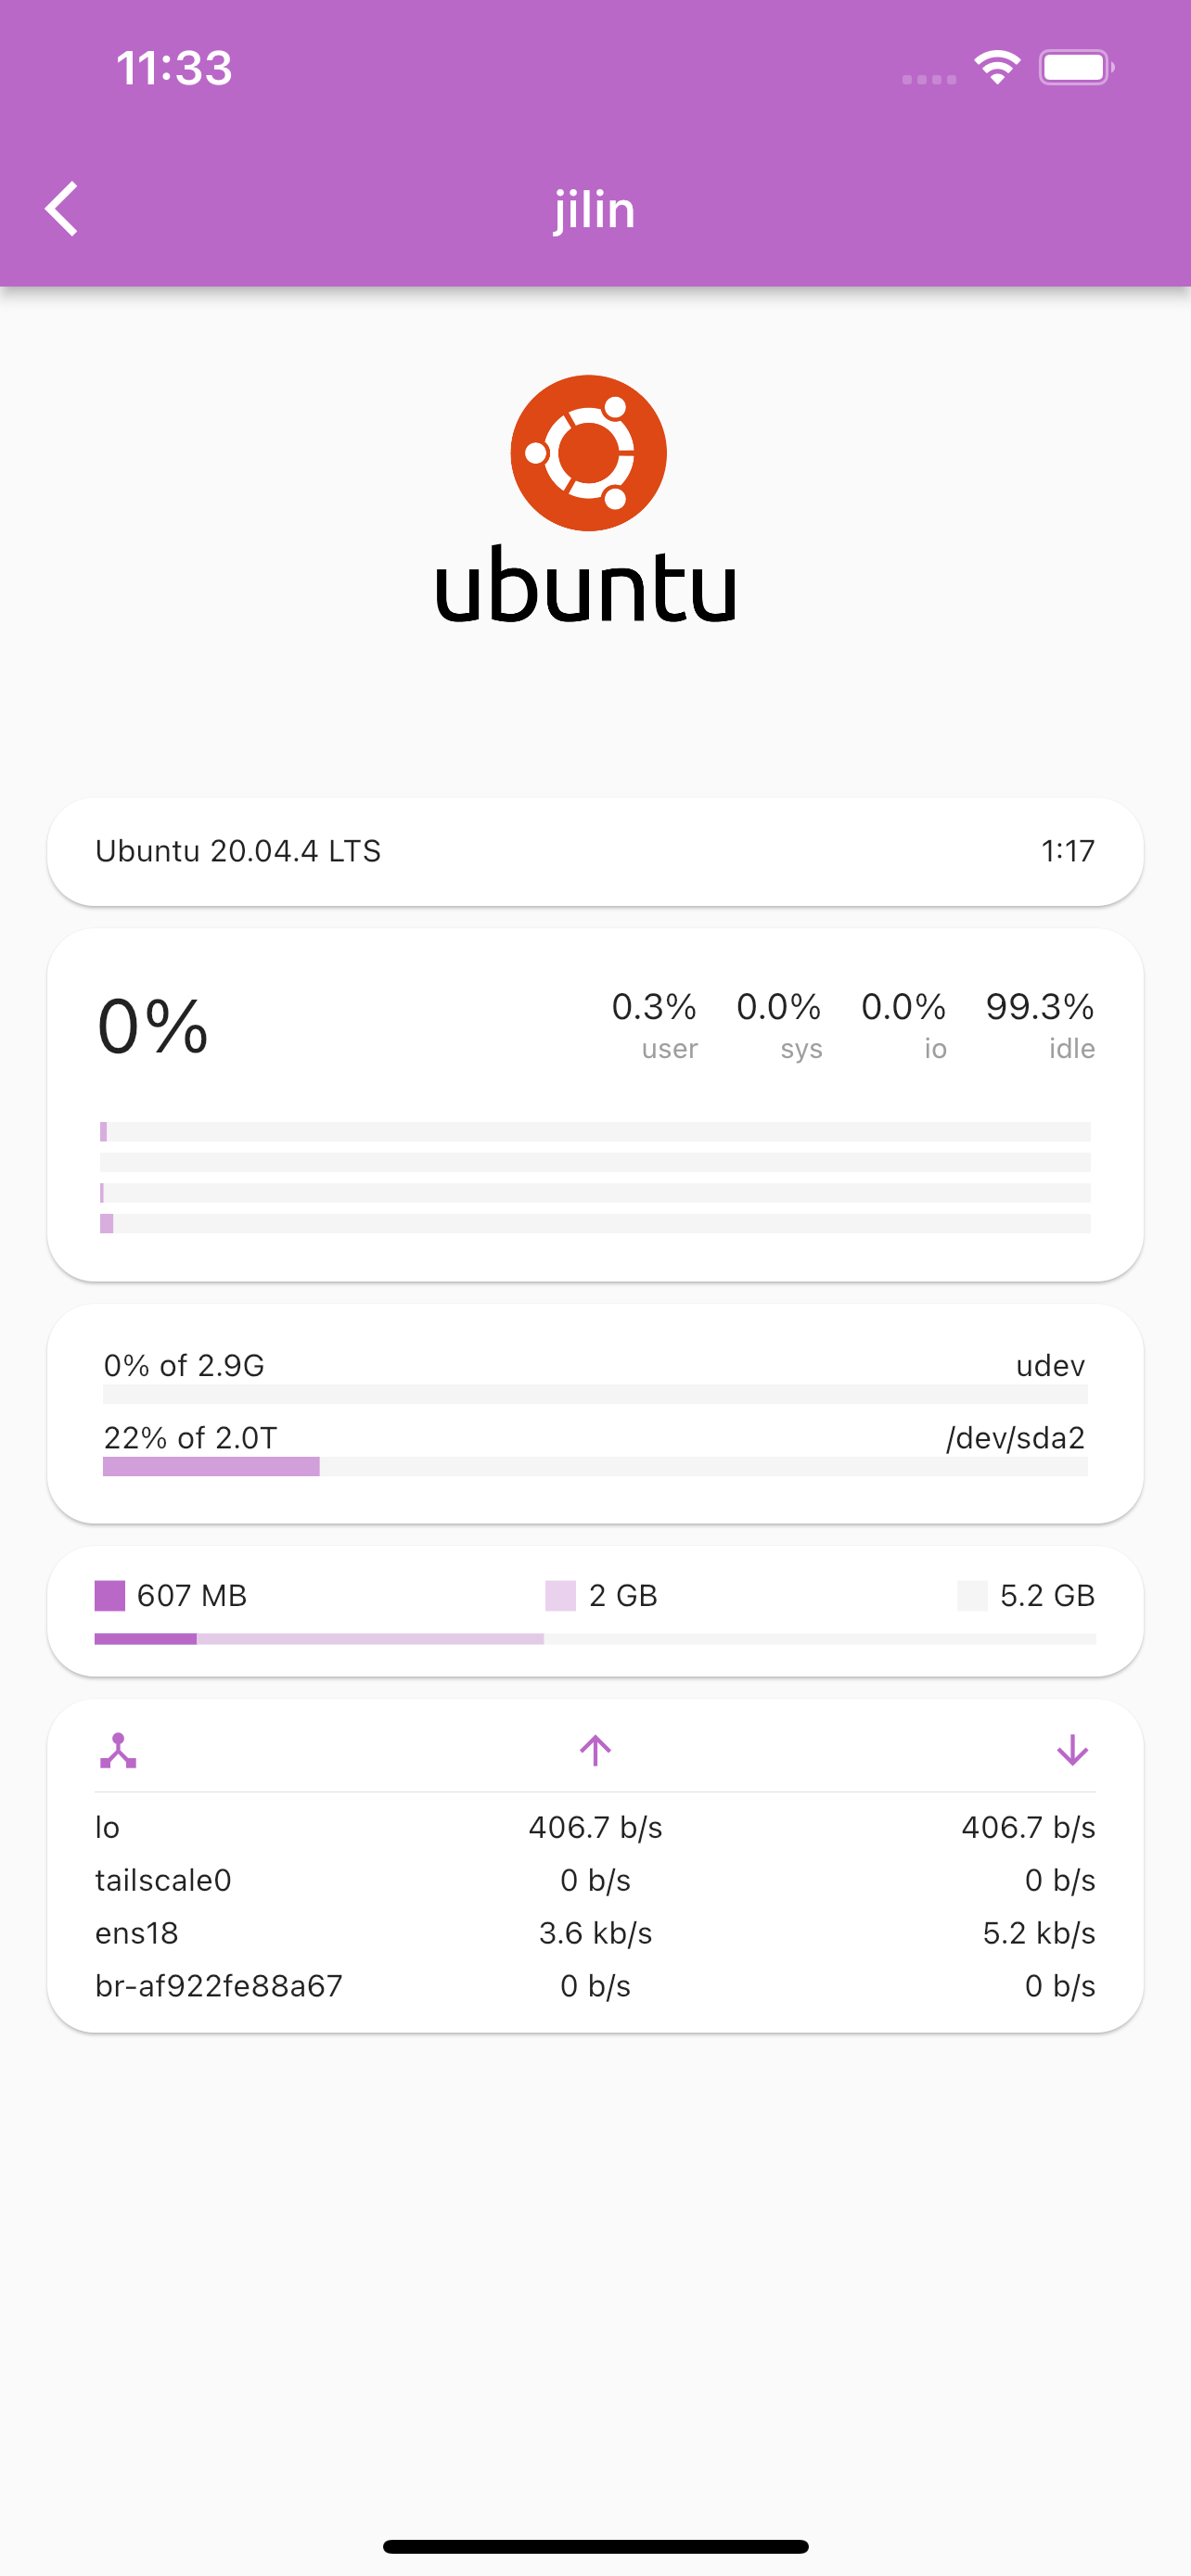 11:33
jilin
ubuntu
Ubuntu 20.04.4 LTS 1:17
0% 0.3% 0.0% 0.0% 99.3%
user sys io idle
0% of 2.9G udev
22% of 2.0T /dev/sda2
607 MB 2 GB 5.2 GB
lo 406.7 b/s 406.7 b/s
tailscale0 0 b/s 0 b/s
ens18 3.6 kb/s 5.2 kb/s
br-af922fe88a67 0 b/s 0 b/s